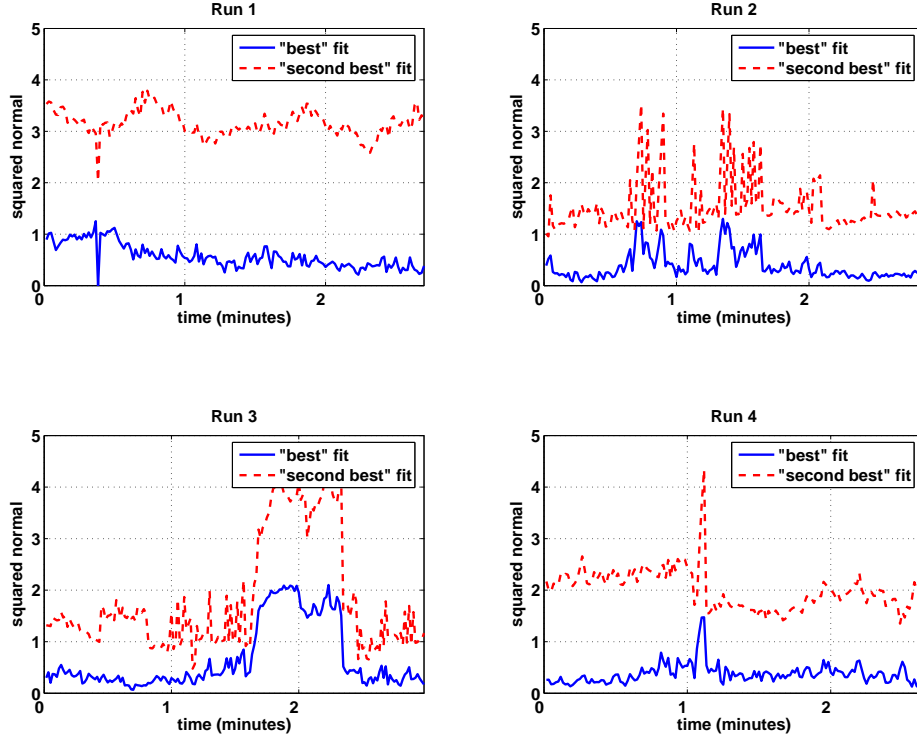 Run 1
5
4
3
2
1
0
0 1 2
squared normal
time (minutes)
"best" fit
"second best" fit
Run 2
5
4
3
2
1
0
0 1 2
squared normal
time (minutes)
"best" fit
"second best" fit
Run 3
5
4
3
2
1
0
0 1 2
squared normal
time (minutes)
"best" fit
"second best" fit
Run 4
5
4
3
2
1
0
0 1 2
squared normal
time (minutes)
"best" fit
"second best" fit